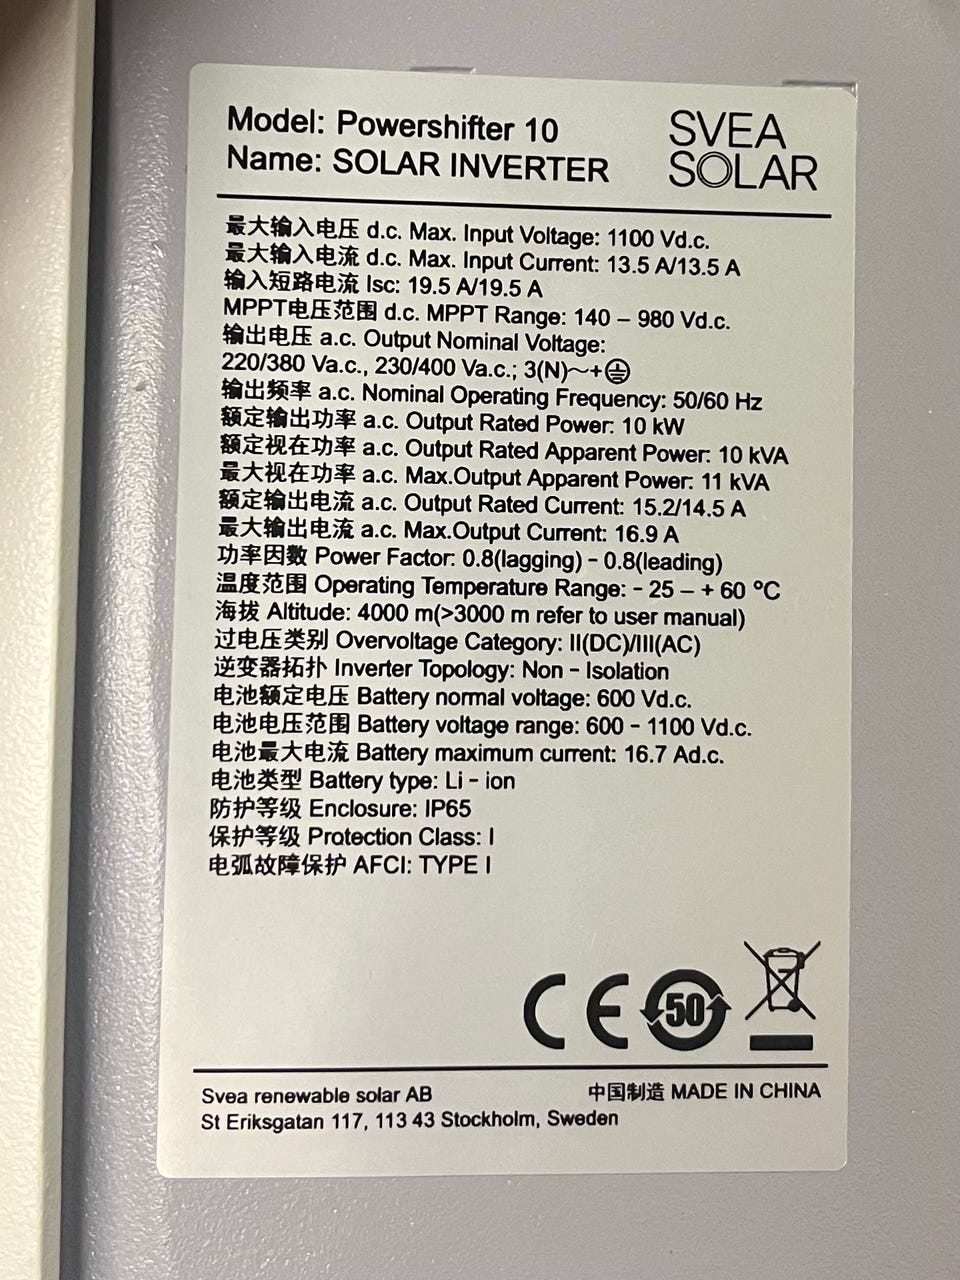 Model: Powershifter 10
Name: SOLAR INVERTER
SVEA
SOLAR
最大输入电压 d.c. Max. Input Voltage: 1100 Vd.c.
最大输入电流 d.c. Max. Input Current: 13.5 A/13.5 A
输入短路电流 Isc: 19.5 A/19.5 A
MPPT电压范围 d.c. MPPT Range: 140 – 980 Vd.c.
输出电压 a.c. Output Nominal Voltage:
220/380 Va.c., 230/400 Va.c.; 3(N)～+⏚
输出频率 a.c. Nominal Operating Frequency: 50/60 Hz
额定输出功率 a.c. Output Rated Power: 10 kW
额定视在功率 a.c. Output Rated Apparent Power: 10 kVA
最大视在功率 a.c. Max.Output Apparent Power: 11 kVA
额定输出电流 a.c. Output Rated Current: 15.2/14.5 A
最大输出电流 a.c. Max.Output Current: 16.9 A
功率因数 Power Factor: 0.8(lagging) - 0.8(leading)
温度范围 Operating Temperature Range: - 25 – + 60 °C
海拔 Altitude: 4000 m(>3000 m refer to user manual)
过电压类别 Overvoltage Category: II(DC)/III(AC)
逆变器拓扑 Inverter Topology: Non - Isolation
电池额定电压 Battery normal voltage: 600 Vd.c.
电池电压范围 Battery voltage range: 600 - 1100 Vd.c.
电池最大电流 Battery maximum current: 16.7 Ad.c.
电池类型 Battery type: Li - ion
防护等级 Enclosure: IP65
保护等级 Protection Class: I
电弧故障保护 AFCI: TYPE I
CE 50
Svea renewable solar AB
中国制造 MADE IN CHINA
St Eriksgatan 117, 113 43 Stockholm, Sweden